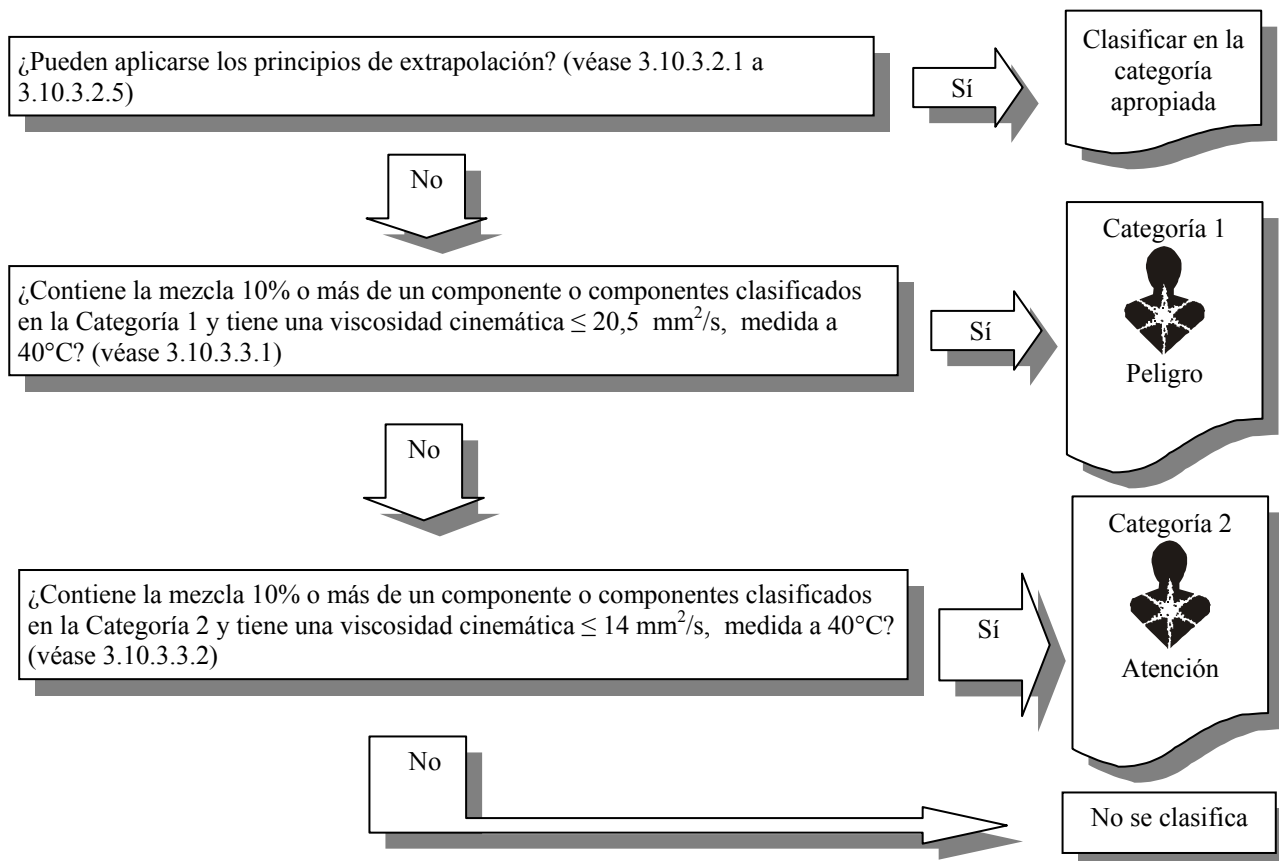 ¿Pueden aplicarse los principios de extrapolación? (véase 3.10.3.2.1 a
3.10.3.2.5)
Sí
Clasificar en la
categoría
apropiada
No
¿Contiene la mezcla 10% o más de un componente o componentes clasificados
en la Categoría 1 y tiene una viscosidad cinemática ≤ 20,5 mm²/s, medida a
40°C? (véase 3.10.3.3.1)
Sí
Categoría 1
Peligro
No
¿Contiene la mezcla 10% o más de un componente o componentes clasificados
en la Categoría 2 y tiene una viscosidad cinemática ≤ 14 mm²/s, medida a 40°C?
(véase 3.10.3.3.2)
Sí
Categoría 2
Atención
No
No se clasifica